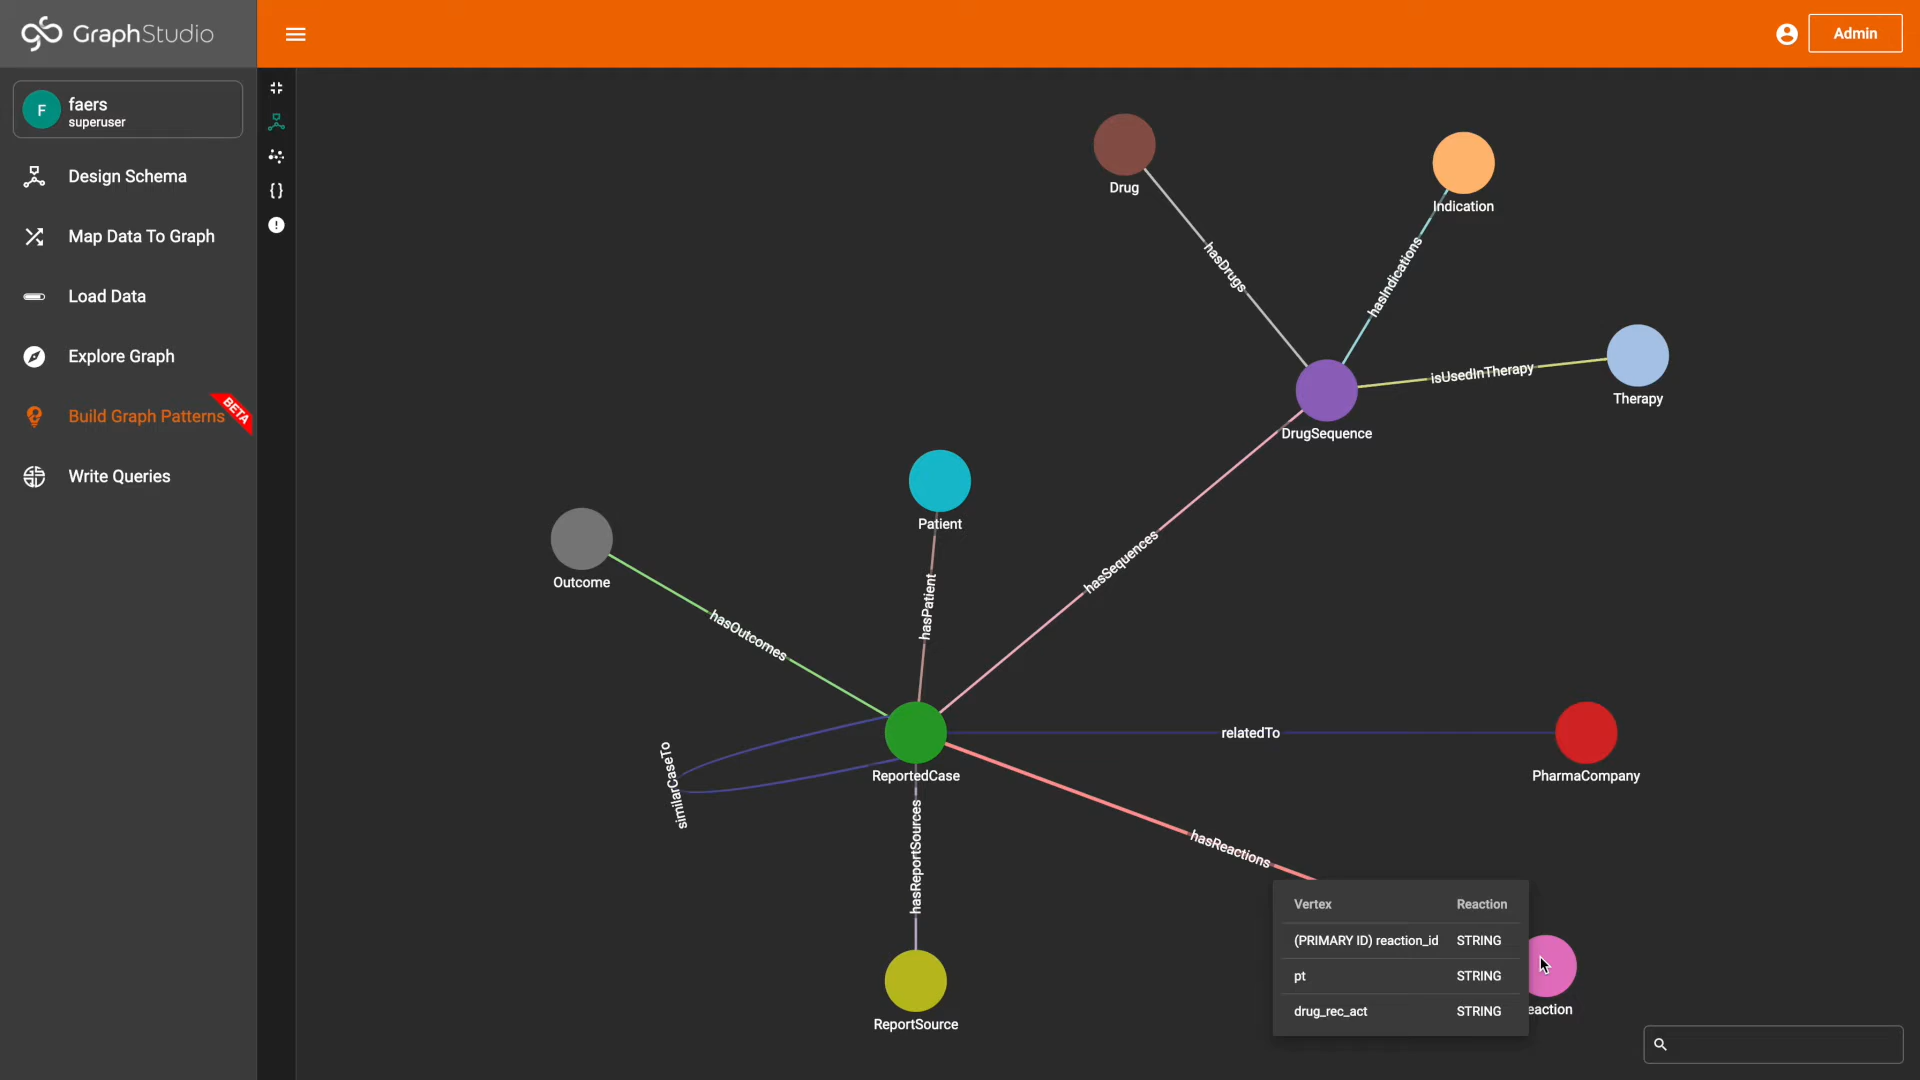 GraphStudio
Admin
F
faers
superuser
Design Schema
Map Data To Graph
Load Data
Explore Graph
Build Graph Patterns
BETA
Write Queries
{}
Drug
Indication
hasDrugs
hasIndications
isUsedInTherapy
Therapy
DrugSequence
Patient
hasSequences
Outcome
hasPatient
hasOutcomes
relatedTo
similarCaseTo
ReportedCase
PharmaCompany
hasReportSources
hasReactions
Vertex Reaction
(PRIMARY ID) reaction_id STRING
pt STRING
drug_rec_act STRING
eaction
ReportSource